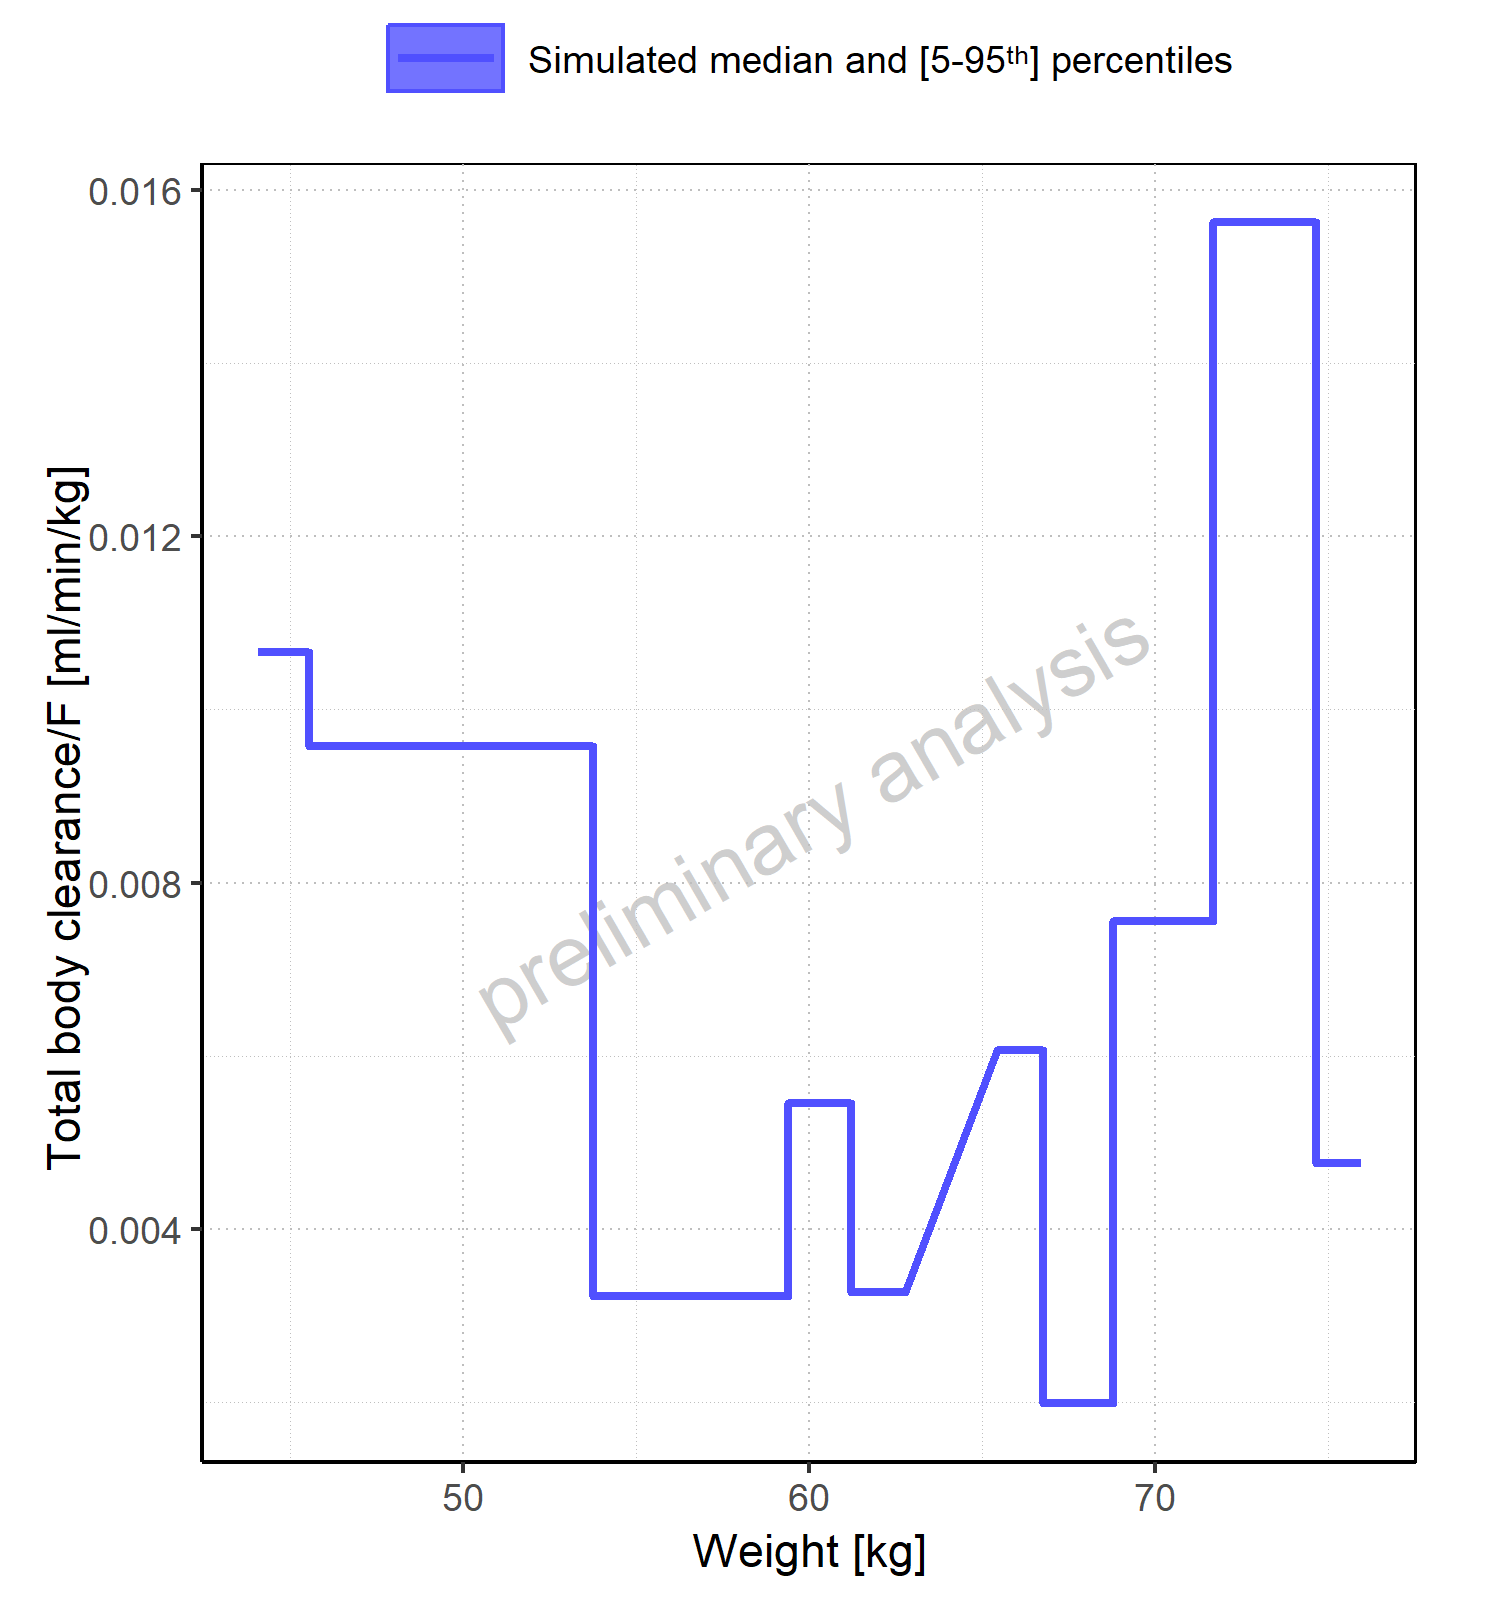 Simulated median and [5-95th] percentiles
0.016
0.012
0.008
0.004
Total body clearance/F [ml/min/kg]
preliminary analysis
50 60 70
Weight [kg]